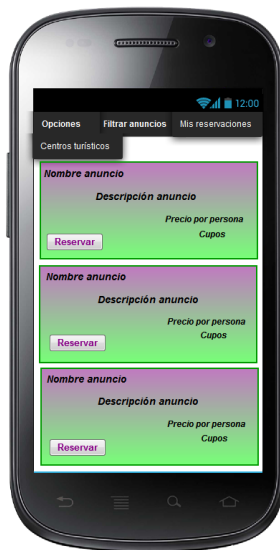 12:00
Opciones Filtrar anuncios Mis reservaciones
Centros turísticos
Nombre anuncio
Descripción anuncio
Precio por persona
Cupos
Reservar
Nombre anuncio
Descripción anuncio
Precio por persona
Cupos
Reservar
Nombre anuncio
Descripción anuncio
Precio por persona
Cupos
Reservar